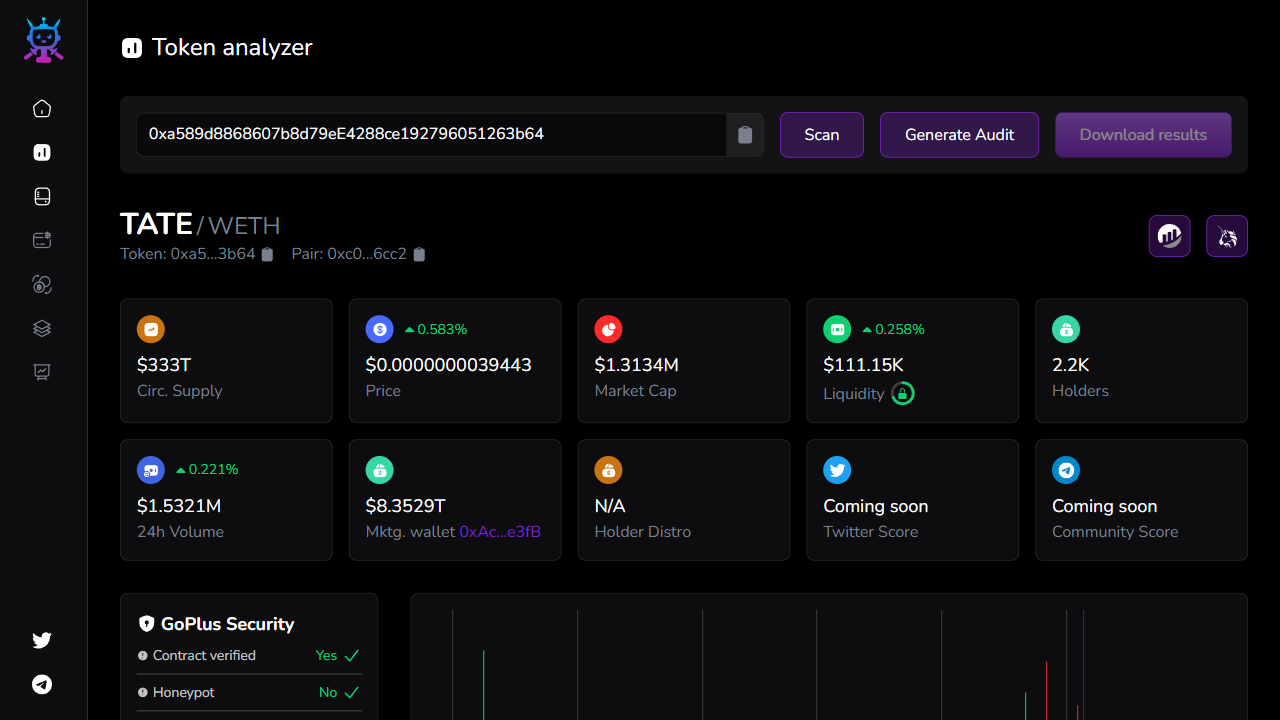 Token analyzer
0xa589d8868607b8d79eE4288ce192796051263b64
Scan
Generate Audit
Download results
TATE / WETH
Token: 0xa5...3b64 Pair: 0xc0...6cc2
$333T
Circ. Supply
0.583%
$0.0000000039443
Price
$1.3134M
Market Cap
0.258%
$111.15K
Liquidity
2.2K
Holders
0.221%
$1.5321M
24h Volume
$8.3529T
Mktg. wallet 0xAc...e3fB
N/A
Holder Distro
Coming soon
Twitter Score
Coming soon
Community Score
GoPlus Security
Contract verified Yes
Honeypot No